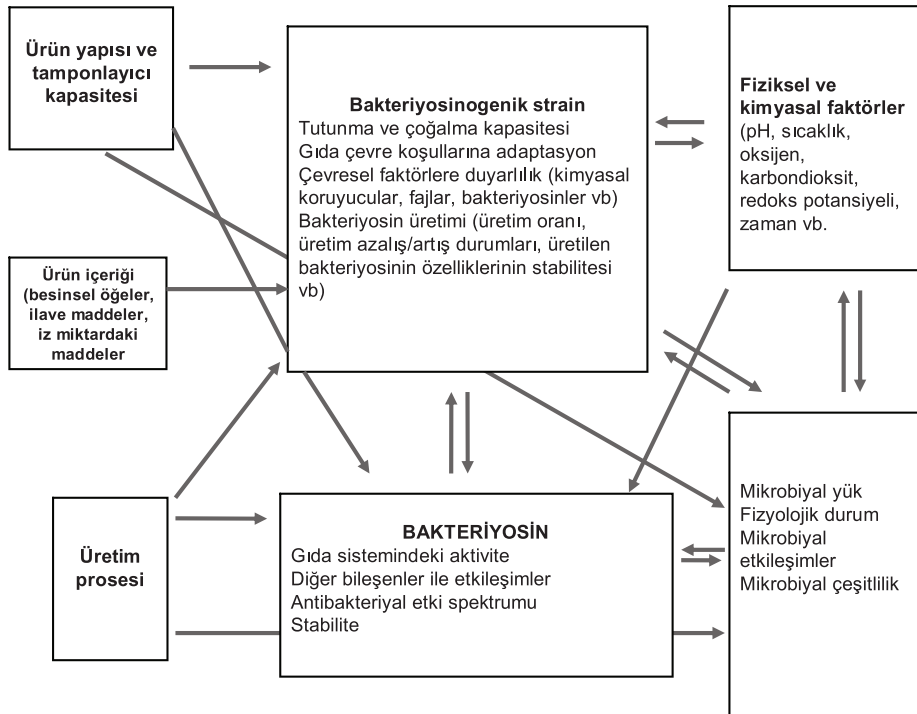 Ürün yapısı ve
tamponlayıcı
kapasitesi
Bakteriyosinogenik strain
Tutunma ve çoğalma kapasitesi
Gıda çevre koşullarına adaptasyon
Çevresel faktörlere duyarlılık (kimyasal
koruyucular, fajlar, bakteriyosinler vb)
Bakteriyosin üretimi (üretim oranı,
üretim azalış/artış durumları, üretilen
bakteriyosinin özelliklerinin stabilitesi
vb)
Fiziksel ve
kimyasal faktörler
(pH, sıcaklık,
oksijen,
karbondioksit,
redoks potansiyeli,
zaman vb.
Ürün içeriği
(besinsel öğeler,
ilave maddeler,
iz miktardaki
maddeler
Üretim
prosesi
BAKTERİYOSİN
Gıda sistemindeki aktivite
Diğer bileşenler ile etkileşimler
Antibakteriyal etki spektrumu
Stabilite
Mikrobiyal yük
Fizyolojik durum
Mikrobiyal
etkileşimler
Mikrobiyal çeşitlilik